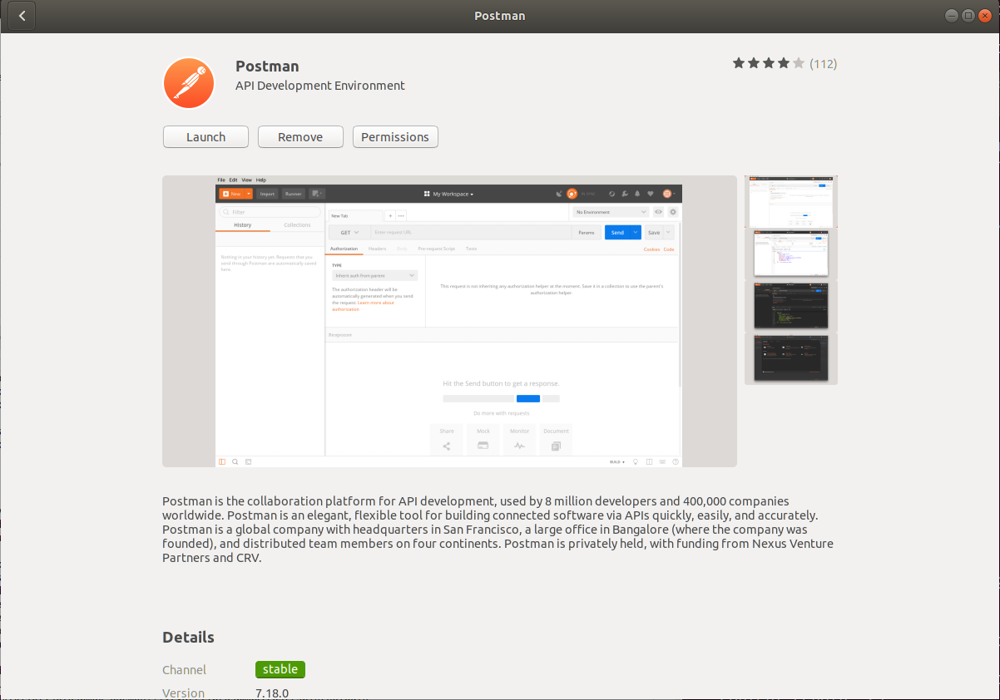 Postman
Postman
(112)
API Development Environment
Launch Remove Permissions
File Edit View Help
New Import Runner My Workspace
Filter
History Collections
Nothing in your history yet. Requests that you
send through Postman are automatically saved
here.
New Tab
No Environment
GET Enter request URL Params Send Save
Authorization Headers Body Pre-request Script Tests Cookies Code
TYPE
Inherit auth from parent
The authorization header will be
automatically generated when you send
the request. Learn more about
authorization
This request is not inheriting any authorization helper at the moment. Save it in a collection to use the parent's
authorization helper.
Response
Hit the Send button to get a response.
Do more with requests
Share Mock Monitor Document
BUILD
Postman is the collaboration platform for API development, used by 8 million developers and 400,000 companies
worldwide. Postman is an elegant, flexible tool for building connected software via APIs quickly, easily, and accurately.
Postman is a global company with headquarters in San Francisco, a large office in Bangalore (where the company was
founded), and distributed team members on four continents. Postman is privately held, with funding from Nexus Venture
Partners and CRV.
Details
Channel stable
Version 7.18.0